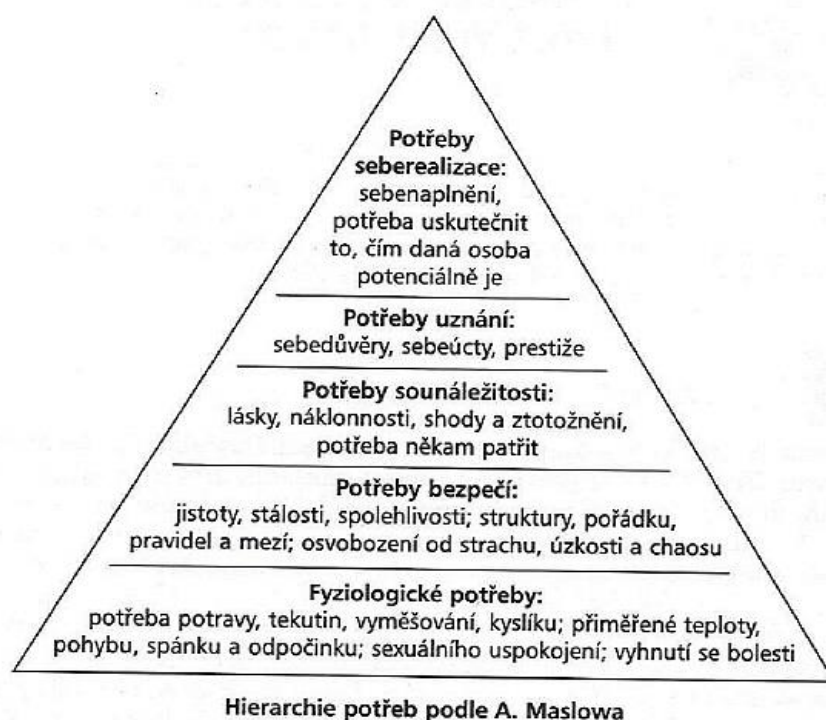 Potřeby
seberealizace:
sebenaplnění,
potřeba uskutečnit
to, čím daná osoba
potenciálně je
Potřeby uznání:
sebedůvěry, sebeúcty, prestiže
Potřeby sounáležitosti:
lásky, náklonnosti, shody a ztotožnění,
potřeba někam patřit
Potřeby bezpečí:
jistoty, stálosti, spolehlivosti; struktury, pořádku,
pravidel a mezí; osvobození od strachu, úzkosti a chaosu
Fyziologické potřeby:
potřeba potravy, tekutin, vyměšování, kyslíku; přiměřené teploty,
pohybu, spánku a odpočinku; sexuálního uspokojení; vyhnutí se bolesti
Hierarchie potřeb podle A. Maslowa